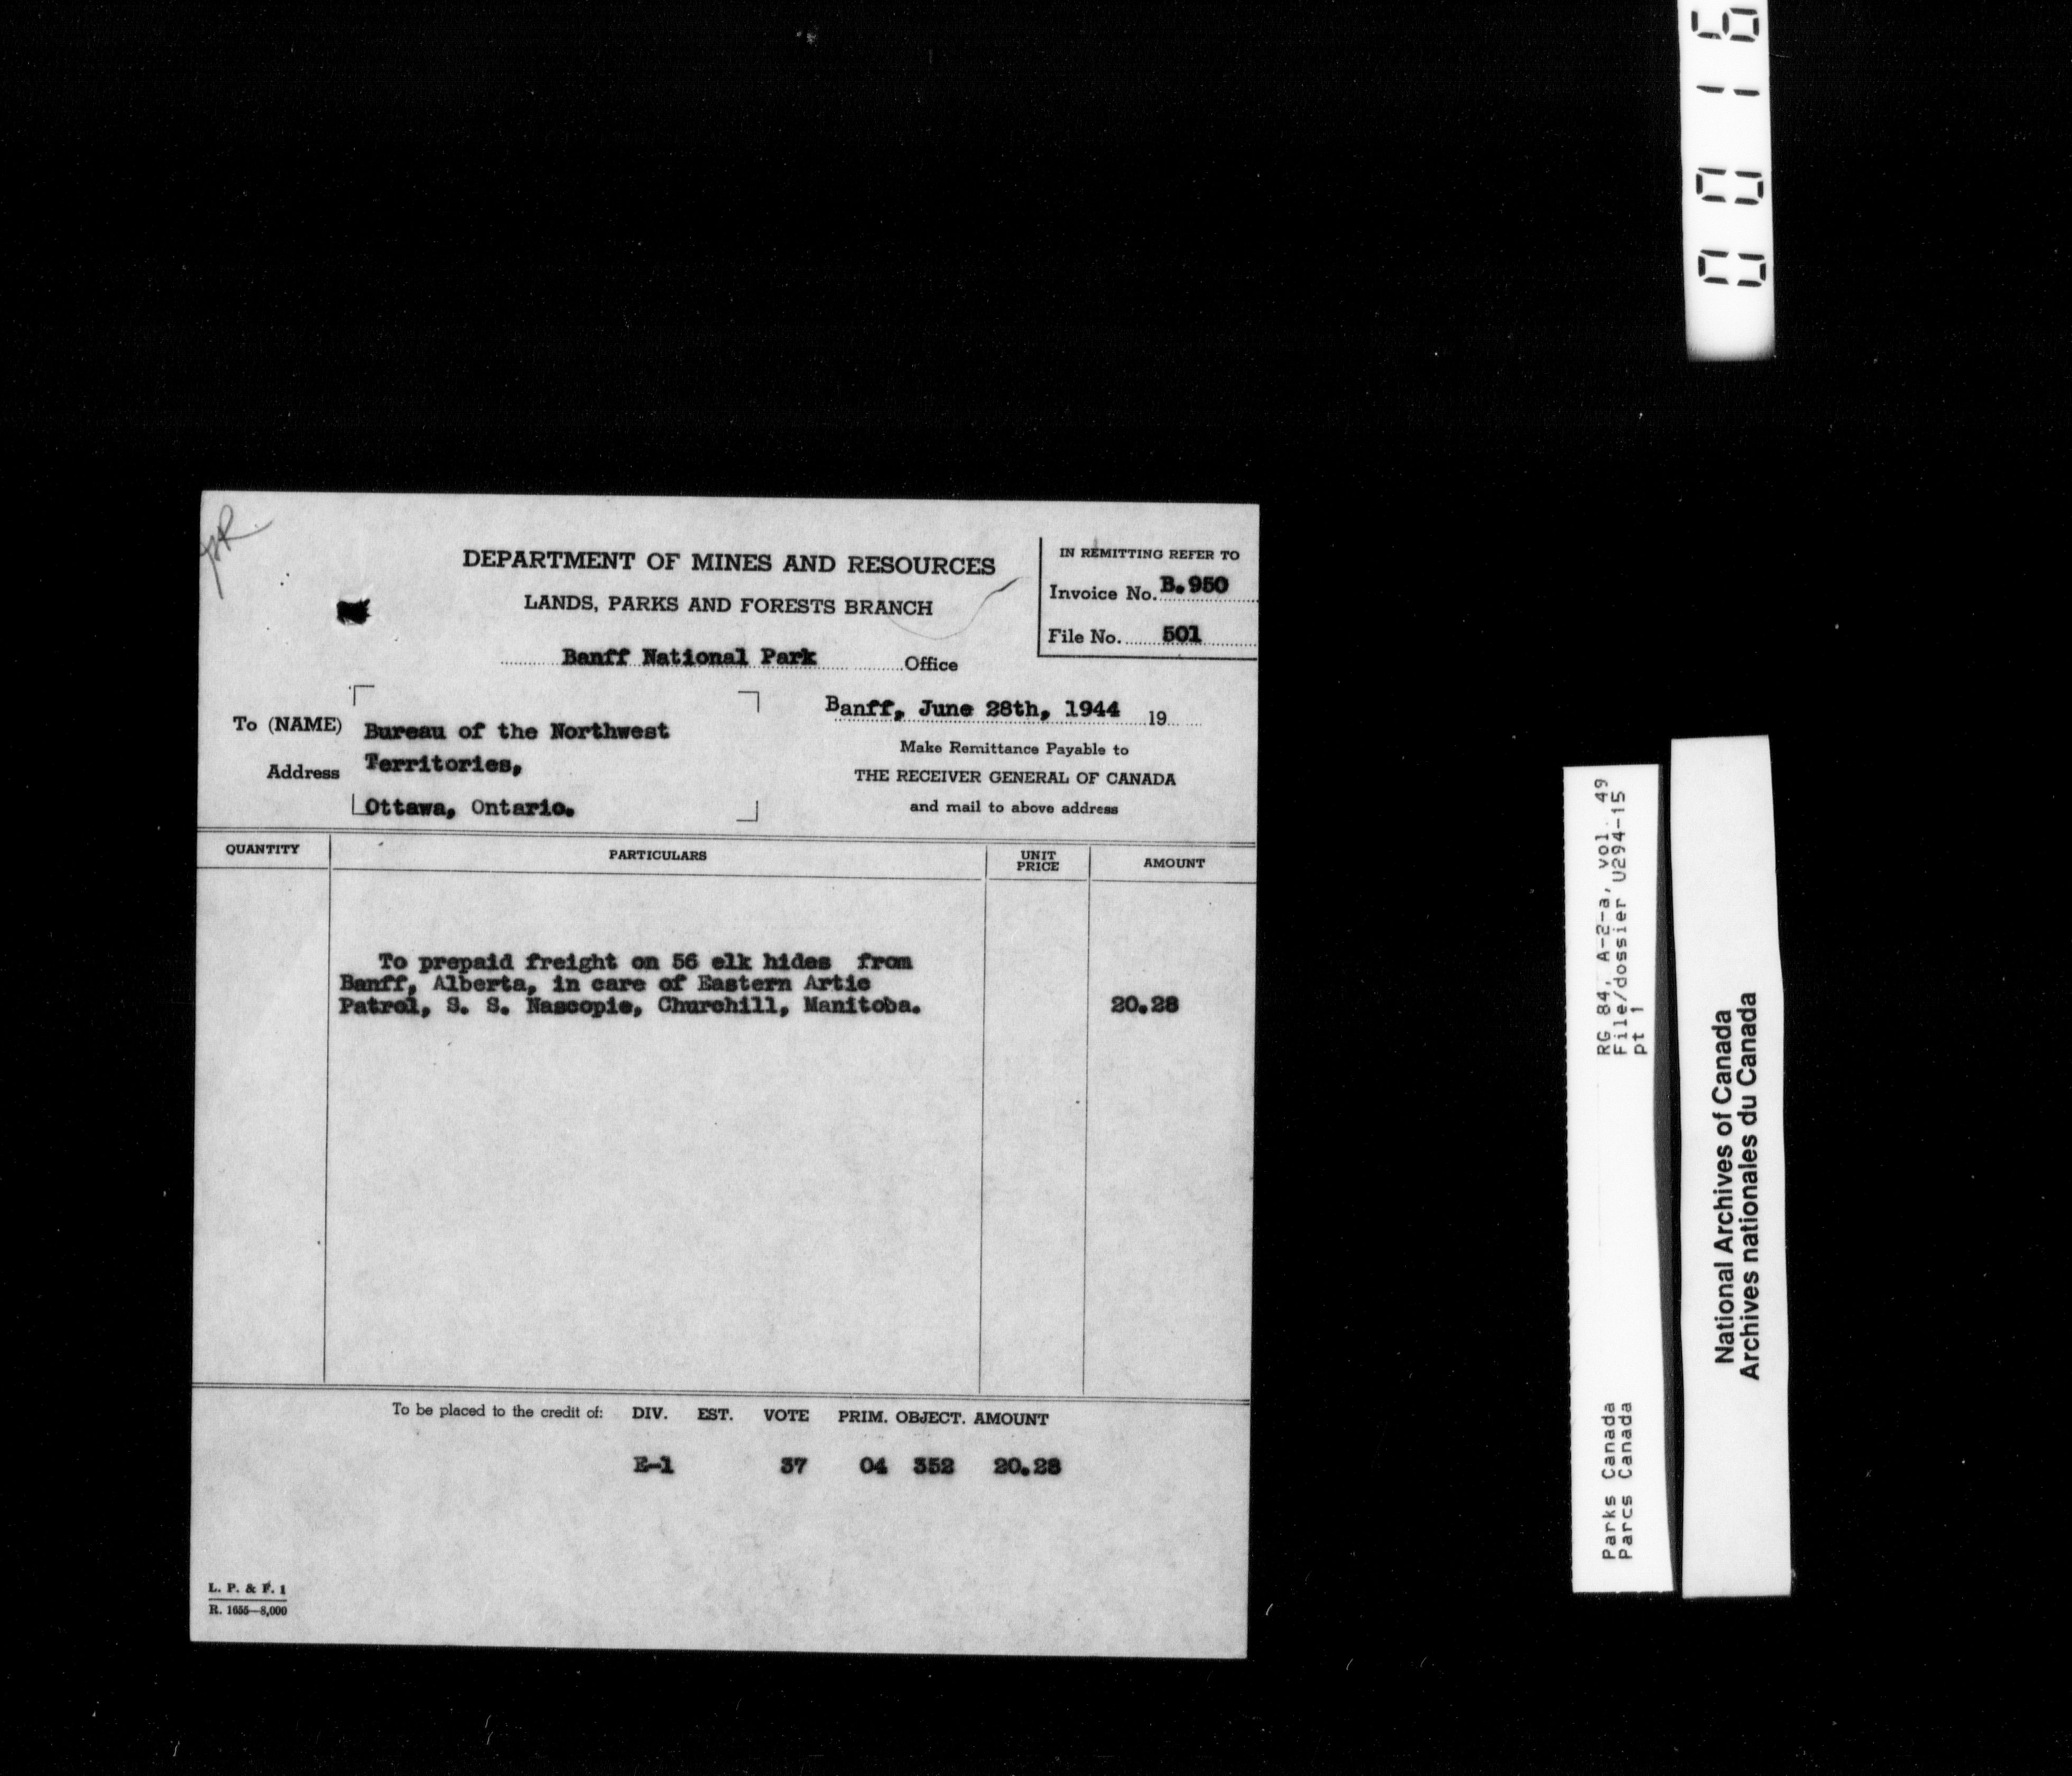 DEPARTMENT OF MINES AND RESOURCES
LANDS, PARKS AND FORESTS BRANCH
Banff National Park Office
IN REMITTING REFER TO
Invoice No. B.950
File No. 501
Banff, June 28th, 1944 19
To (NAME) Bureau of the Northwest
Territories,
Address
Ottawa, Ontario.
Make Remittance Payable to
THE RECEIVER GENERAL OF CANADA
and mail to above address
QUANTITY PARTICULARS UNIT PRICE AMOUNT
To prepaid freight on 56 elk hides from
Banff, Alberta, in care of Eastern Artic
Patrol, S. S. Nascopie, Churchill, Manitoba. 20.28
To be placed to the credit of: DIV. EST. VOTE PRIM. OBJECT. AMOUNT
E-1 37 04 352 20.28
L. P. & F. 1
R. 1655—8,000
RG 84, A-2-a, vol. 49
File/dossier U294-15
pt 1
Parks Canada
Parcs Canada
National Archives of Canada
Archives nationales du Canada